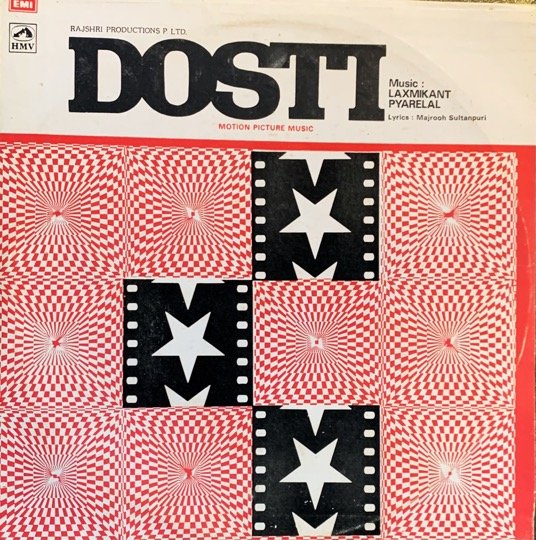 EMI
HMV
RAJSHRI PRODUCTIONS P. LTD.
DOSTI
Music :
LAXMIKANT
PYARELAL
Lyrics : Majrooh Sultanpuri
MOTION PICTURE MUSIC